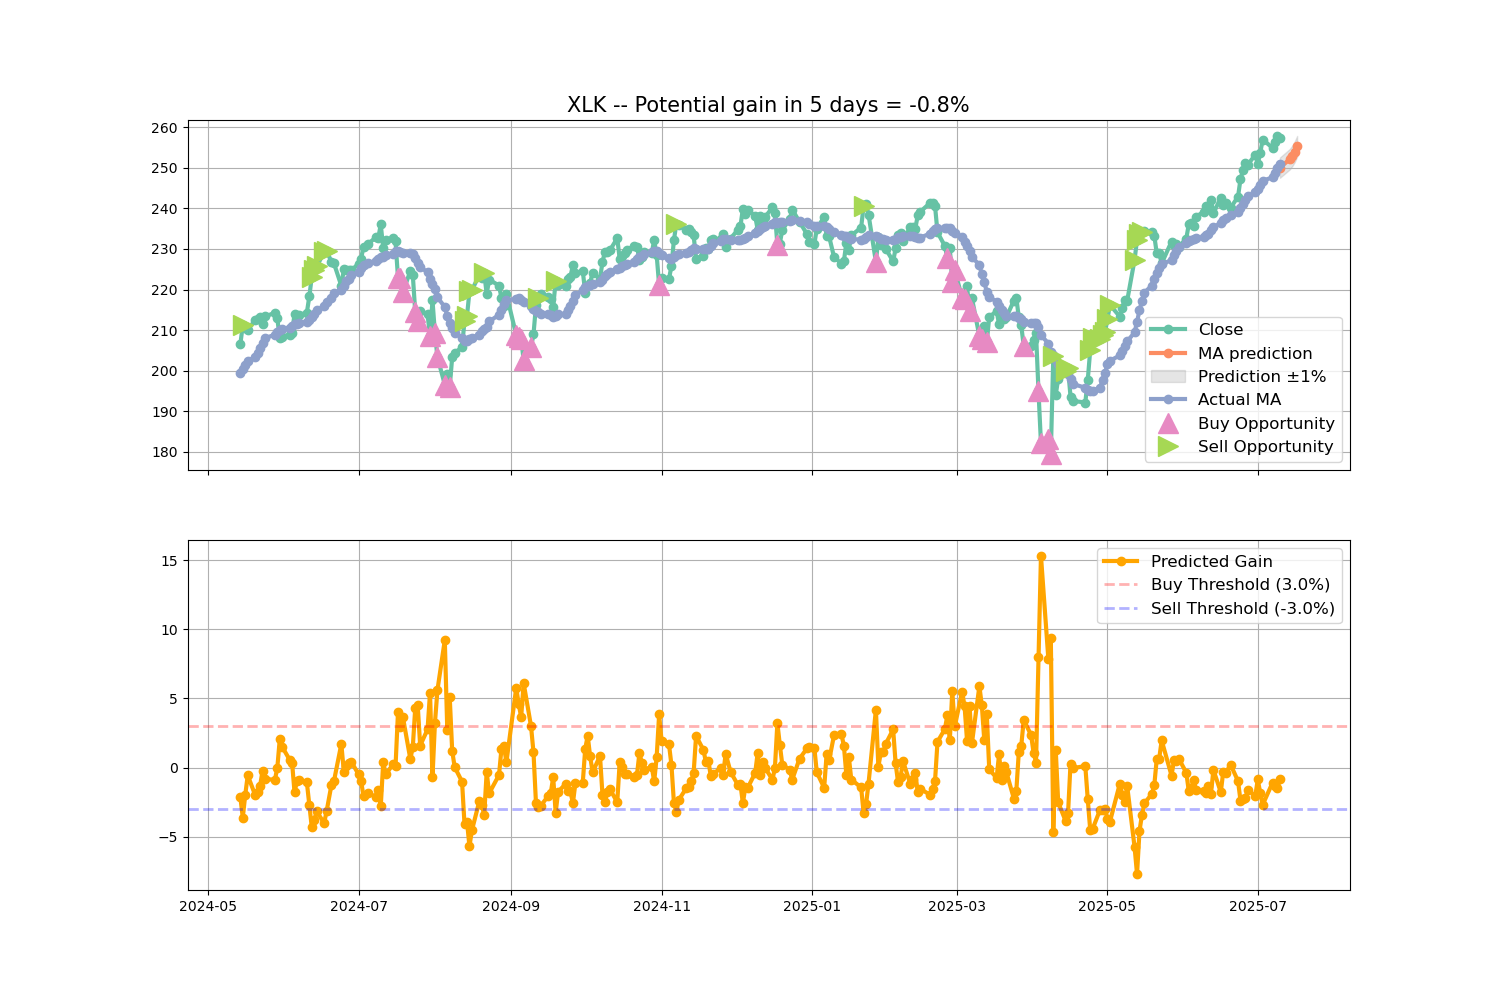 XLK -- Potential gain in 5 days = -0.8%
260
250
240
230
220
210
200
190
180
Close
MA prediction
Prediction ±1%
Actual MA
Buy Opportunity
Sell Opportunity
15
10
5
0
−5
Predicted Gain
Buy Threshold (3.0%)
Sell Threshold (-3.0%)
2024-05
2024-07
2024-09
2024-11
2025-01
2025-03
2025-05
2025-07